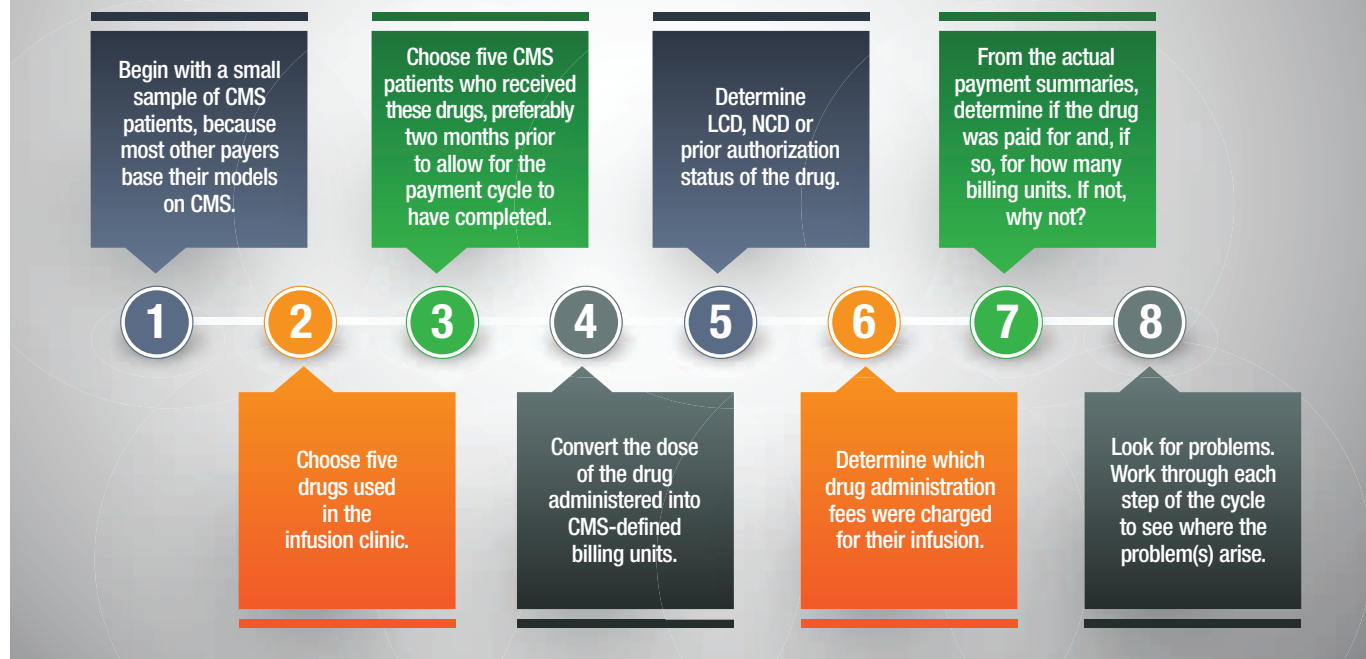 1
Begin with a small
sample of CMS
patients, because
most other payers
base their models
on CMS.
2
Choose five
drugs used
in the
infusion clinic.
3
Choose five CMS
patients who received
these drugs, preferably
two months prior
to allow for the
payment cycle to
have completed.
4
Convert the dose
of the drug
administered into
CMS-defined
billing units.
5
Determine
LCD, NCD or
prior authorization
status of the drug.
6
Determine which
drug administration
fees were charged
for their infusion.
7
From the actual
payment summaries,
determine if the drug
was paid for and, if
so, for how many
billing units. If not,
why not?
8
Look for problems.
Work through each
step of the cycle
to see where the
problem(s) arise.